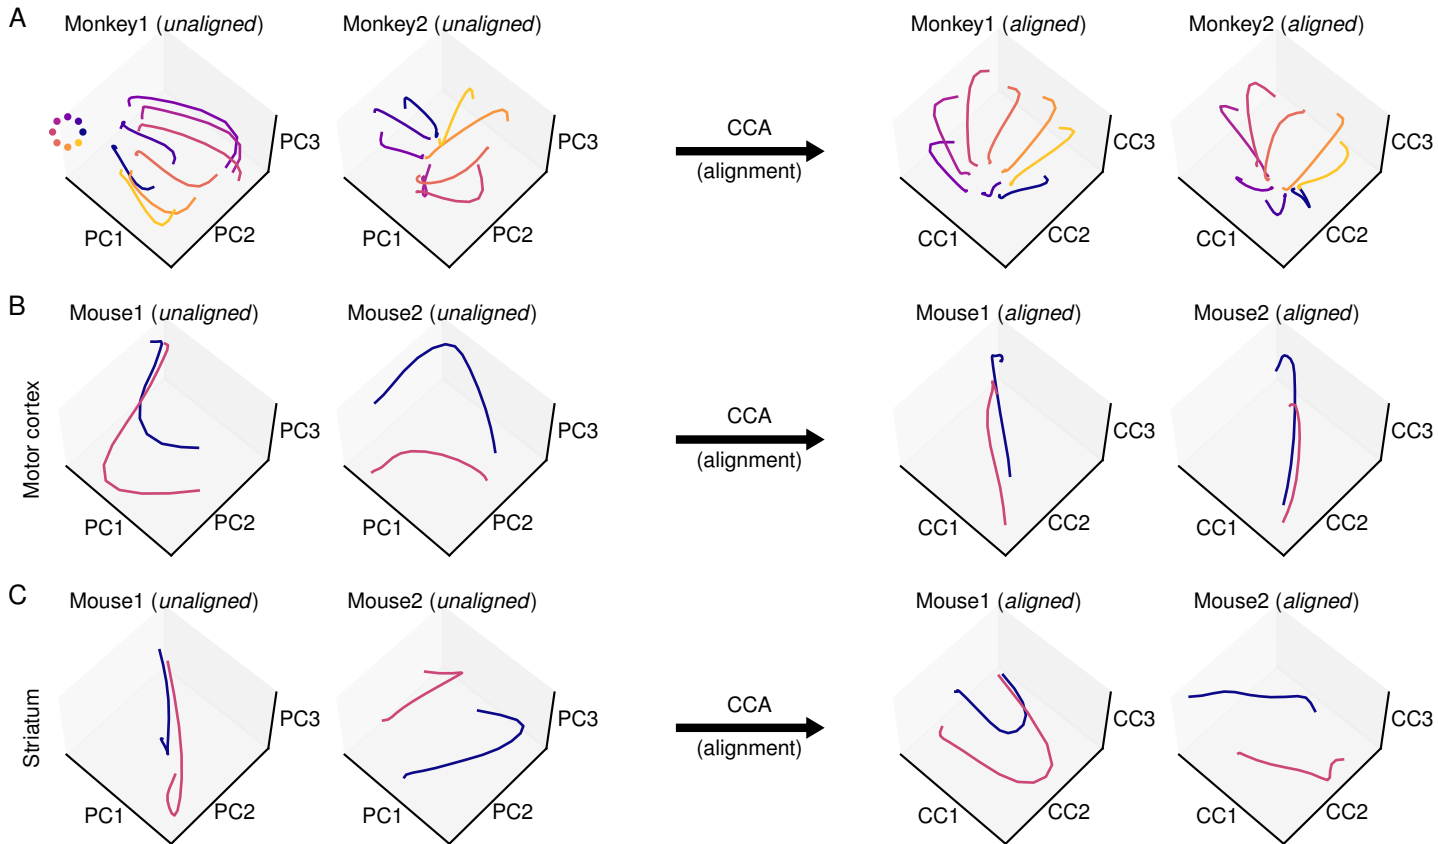 A
Monkey1 (unaligned)
Monkey2 (unaligned)
Monkey1 (aligned)
Monkey2 (aligned)
PC1
PC2
PC3
PC1
PC2
PC3
CCA
(alignment)
CC1
CC2
CC3
CC1
CC2
CC3
B
Motor cortex
Mouse1 (unaligned)
Mouse2 (unaligned)
Mouse1 (aligned)
Mouse2 (aligned)
PC1
PC2
PC3
PC1
PC2
PC3
CCA
(alignment)
CC1
CC2
CC3
CC1
CC2
CC3
C
Striatum
Mouse1 (unaligned)
Mouse2 (unaligned)
Mouse1 (aligned)
Mouse2 (aligned)
PC1
PC2
PC3
PC1
PC2
PC3
CCA
(alignment)
CC1
CC2
CC3
CC1
CC2
CC3